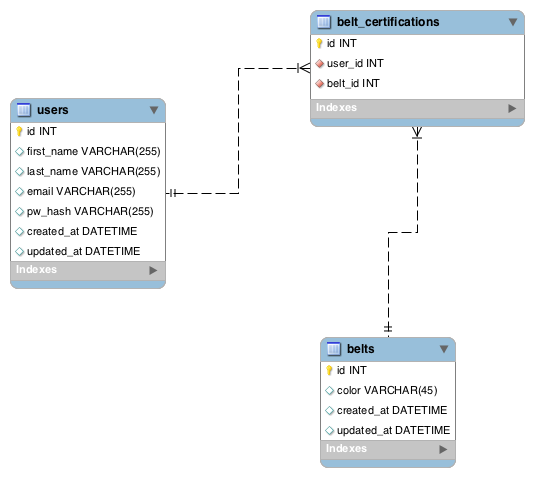 belt_certifications
id INT
user_id INT
belt_id INT
Indexes
users
id INT
first_name VARCHAR(255)
last_name VARCHAR(255)
email VARCHAR(255)
pw_hash VARCHAR(255)
created_at DATETIME
updated_at DATETIME
Indexes
belts
id INT
color VARCHAR(45)
created_at DATETIME
updated_at DATETIME
Indexes